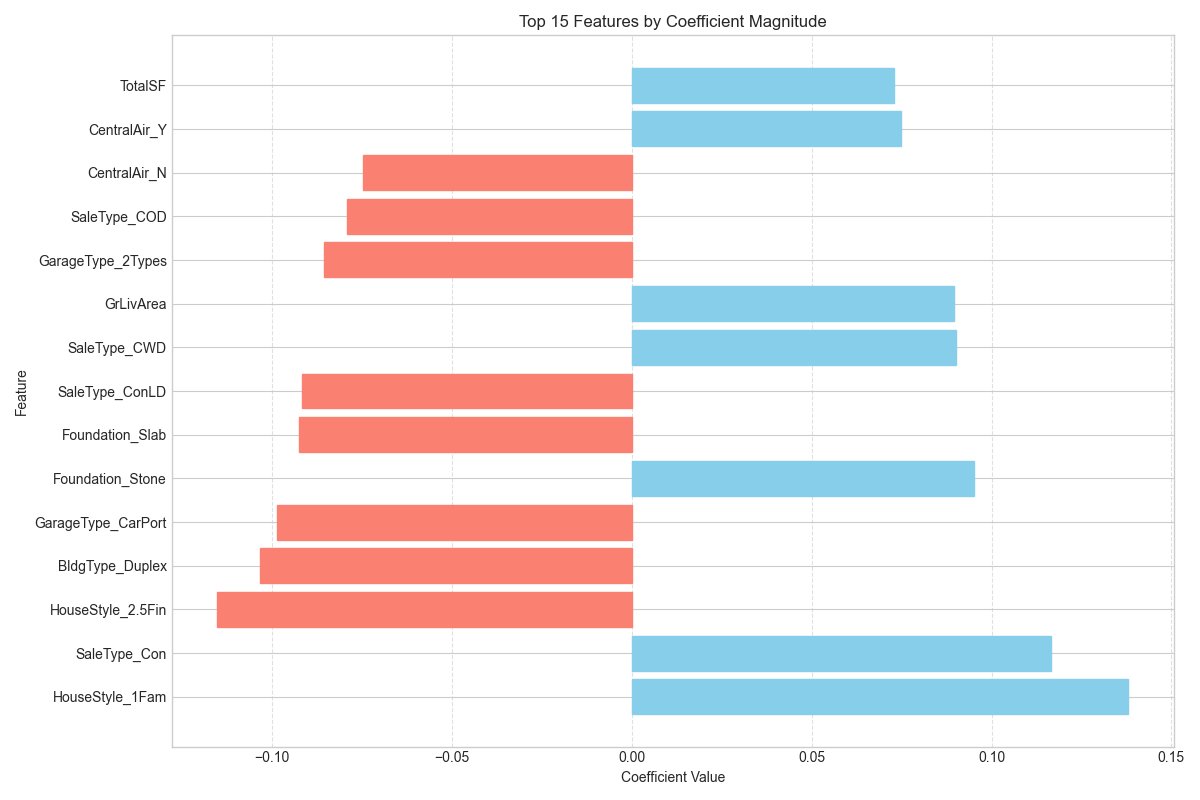 Top 15 Features by Coefficient Magnitude
Feature
TotalSF
CentralAir_Y
CentralAir_N
SaleType_COD
GarageType_2Types
GrLivArea
SaleType_CWD
SaleType_ConLD
Foundation_Slab
Foundation_Stone
GarageType_CarPort
BldgType_Duplex
HouseStyle_2.5Fin
SaleType_Con
HouseStyle_1Fam
−0.10 −0.05 0.00 0.05 0.10 0.15
Coefficient Value